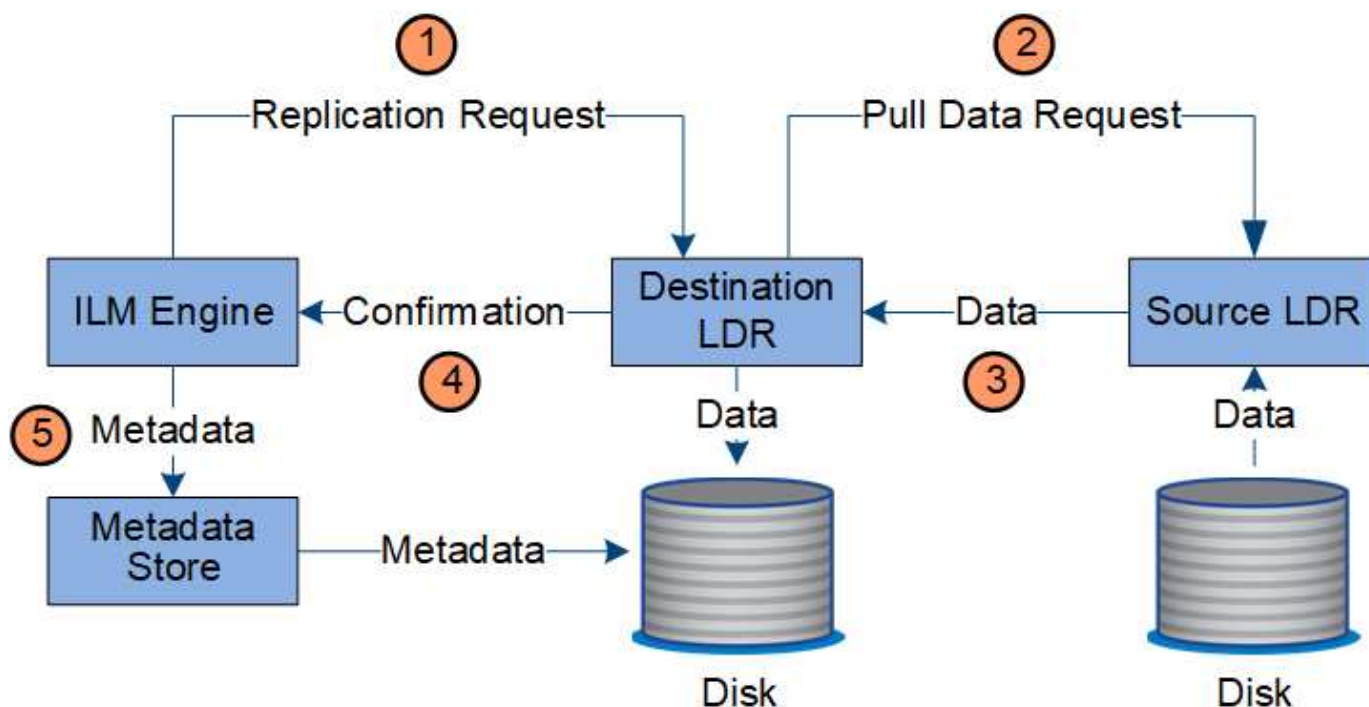 1
2
Replication Request
Pull Data Request
ILM Engine
Confirmation
Destination
LDR
Data
Source LDR
4
3
5
Metadata
Data
Data
Metadata
Store
Metadata
Disk
Disk